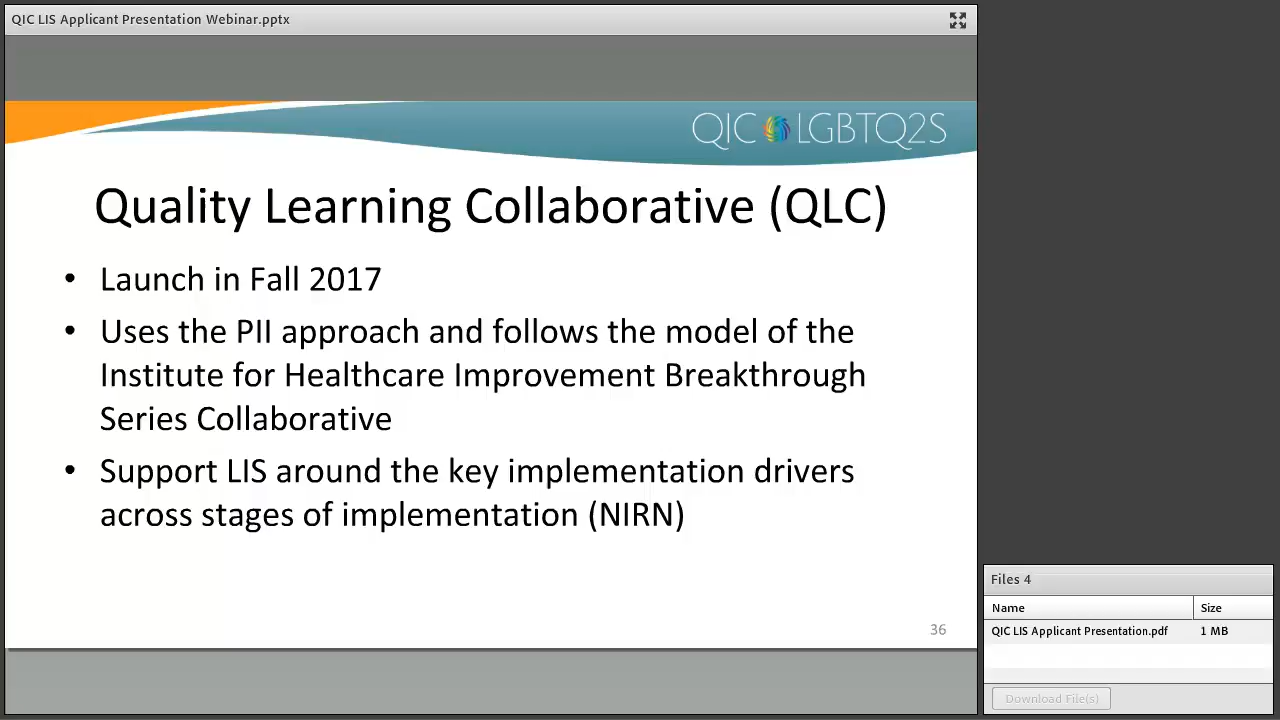 QIC LIS Applicant Presentation Webinar.pptx
QIC LGBTQ2S
Quality Learning Collaborative (QLC)
• Launch in Fall 2017
• Uses the PII approach and follows the model of the
Institute for Healthcare Improvement Breakthrough
Series Collaborative
• Support LIS around the key implementation drivers
across stages of implementation (NIRN)
36
Files 4
Name Size
QIC LIS Applicant Presentation.pdf 1 MB
Download File(s)